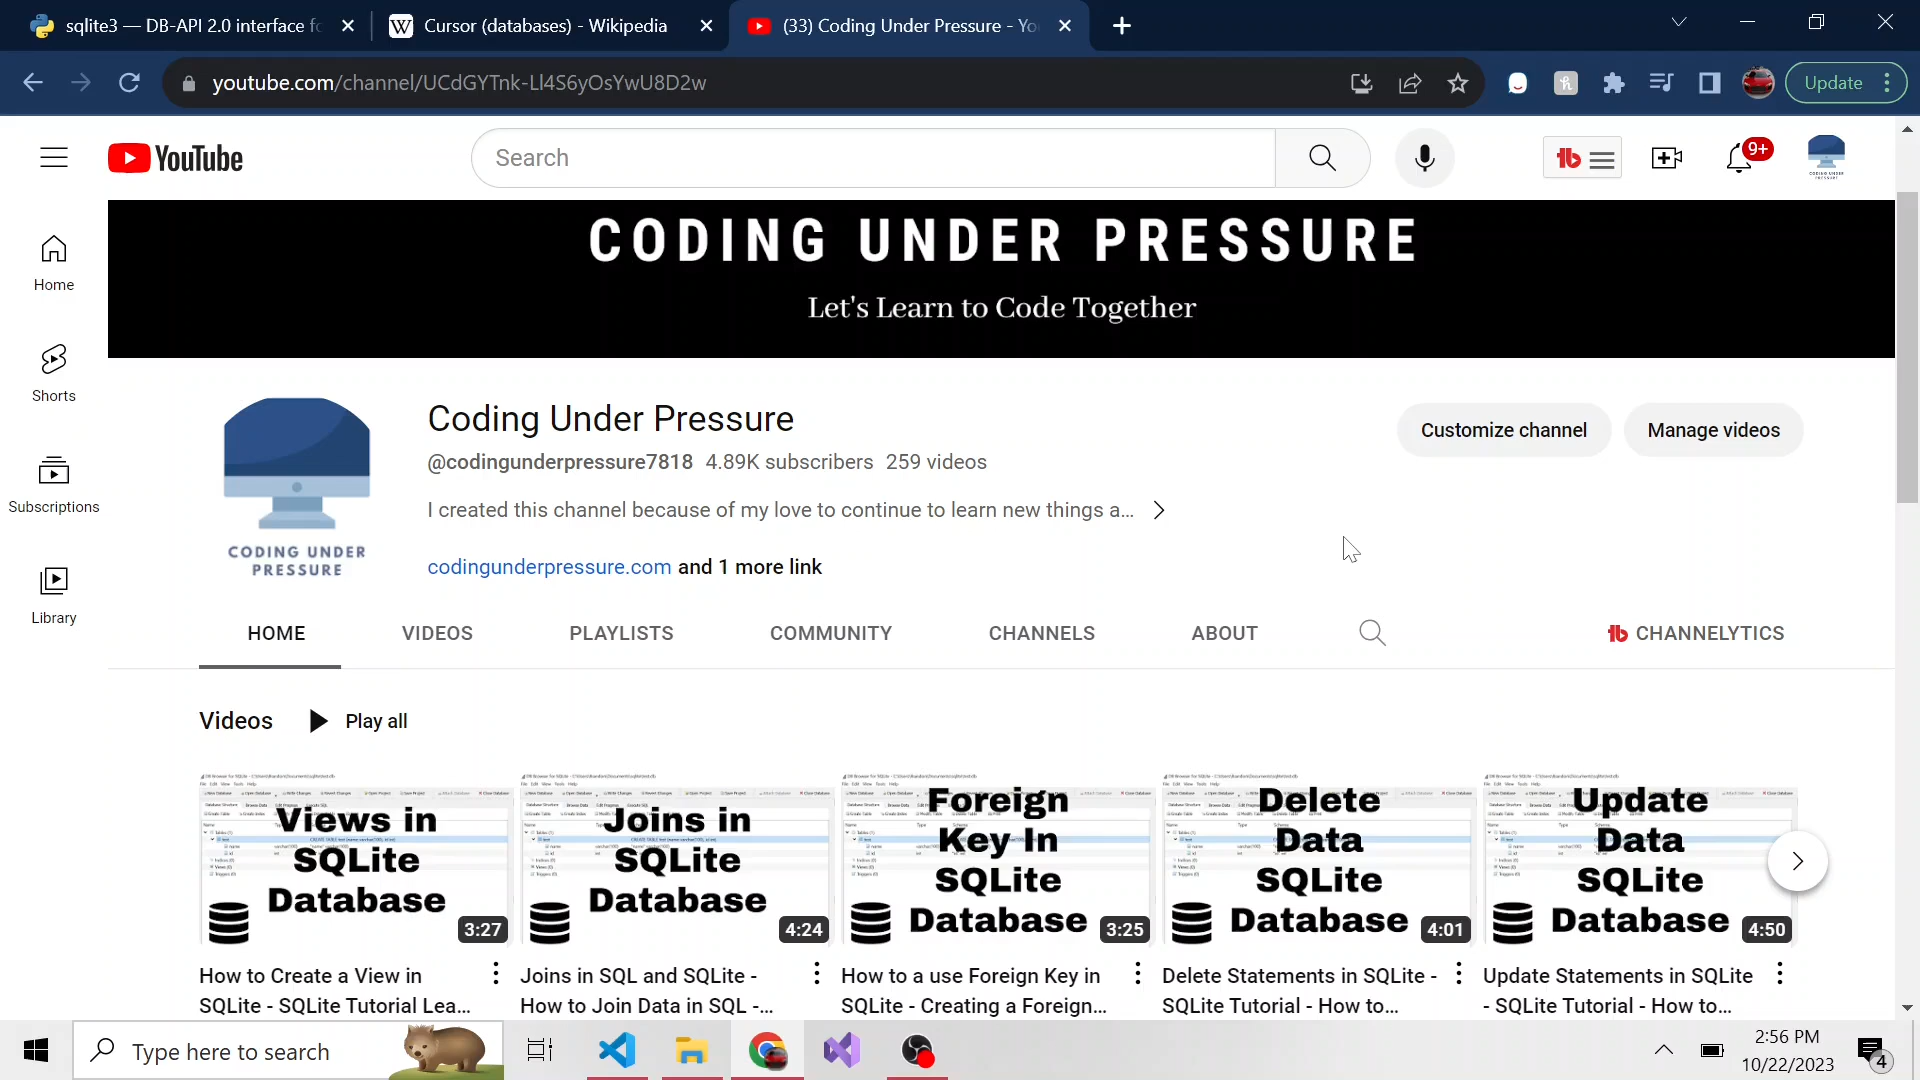 sqlite3 — DB-API 2.0 interface fo
Cursor (databases) - Wikipedia
(33) Coding Under Pressure - Yo
youtube.com/channel/UCdGYTnk-Ll4S6yOsYwU8D2w
Update
YouTube
Search
9+
CODING UNDER PRESSURE
Let's Learn to Code Together
Home
Shorts
Subscriptions
Library
CODING UNDER
PRESSURE
Coding Under Pressure
@codingunderpressure7818 4.89K subscribers 259 videos
I created this channel because of my love to continue to learn new things a...
codingunderpressure.com and 1 more link
Customize channel
Manage videos
HOME
VIDEOS
PLAYLISTS
COMMUNITY
CHANNELS
ABOUT
CHANNELYTICS
Videos
Play all
Views in
SQLite
Database
3:27
Joins in
SQLite
Database
4:24
Foreign
Key In
SQLite
Database
3:25
Delete
Data
SQLite
Database
4:01
Update
Data
SQLite
Database
4:50
How to Create a View in
SQLite - SQLite Tutorial Lea...
Joins in SQL and SQLite -
How to Join Data in SQL -...
How to a use Foreign Key in
SQLite - Creating a Foreign...
Delete Statements in SQLite -
SQLite Tutorial - How to...
Update Statements in SQLite
- SQLite Tutorial - How to...
Type here to search
2:56 PM
10/22/2023
4